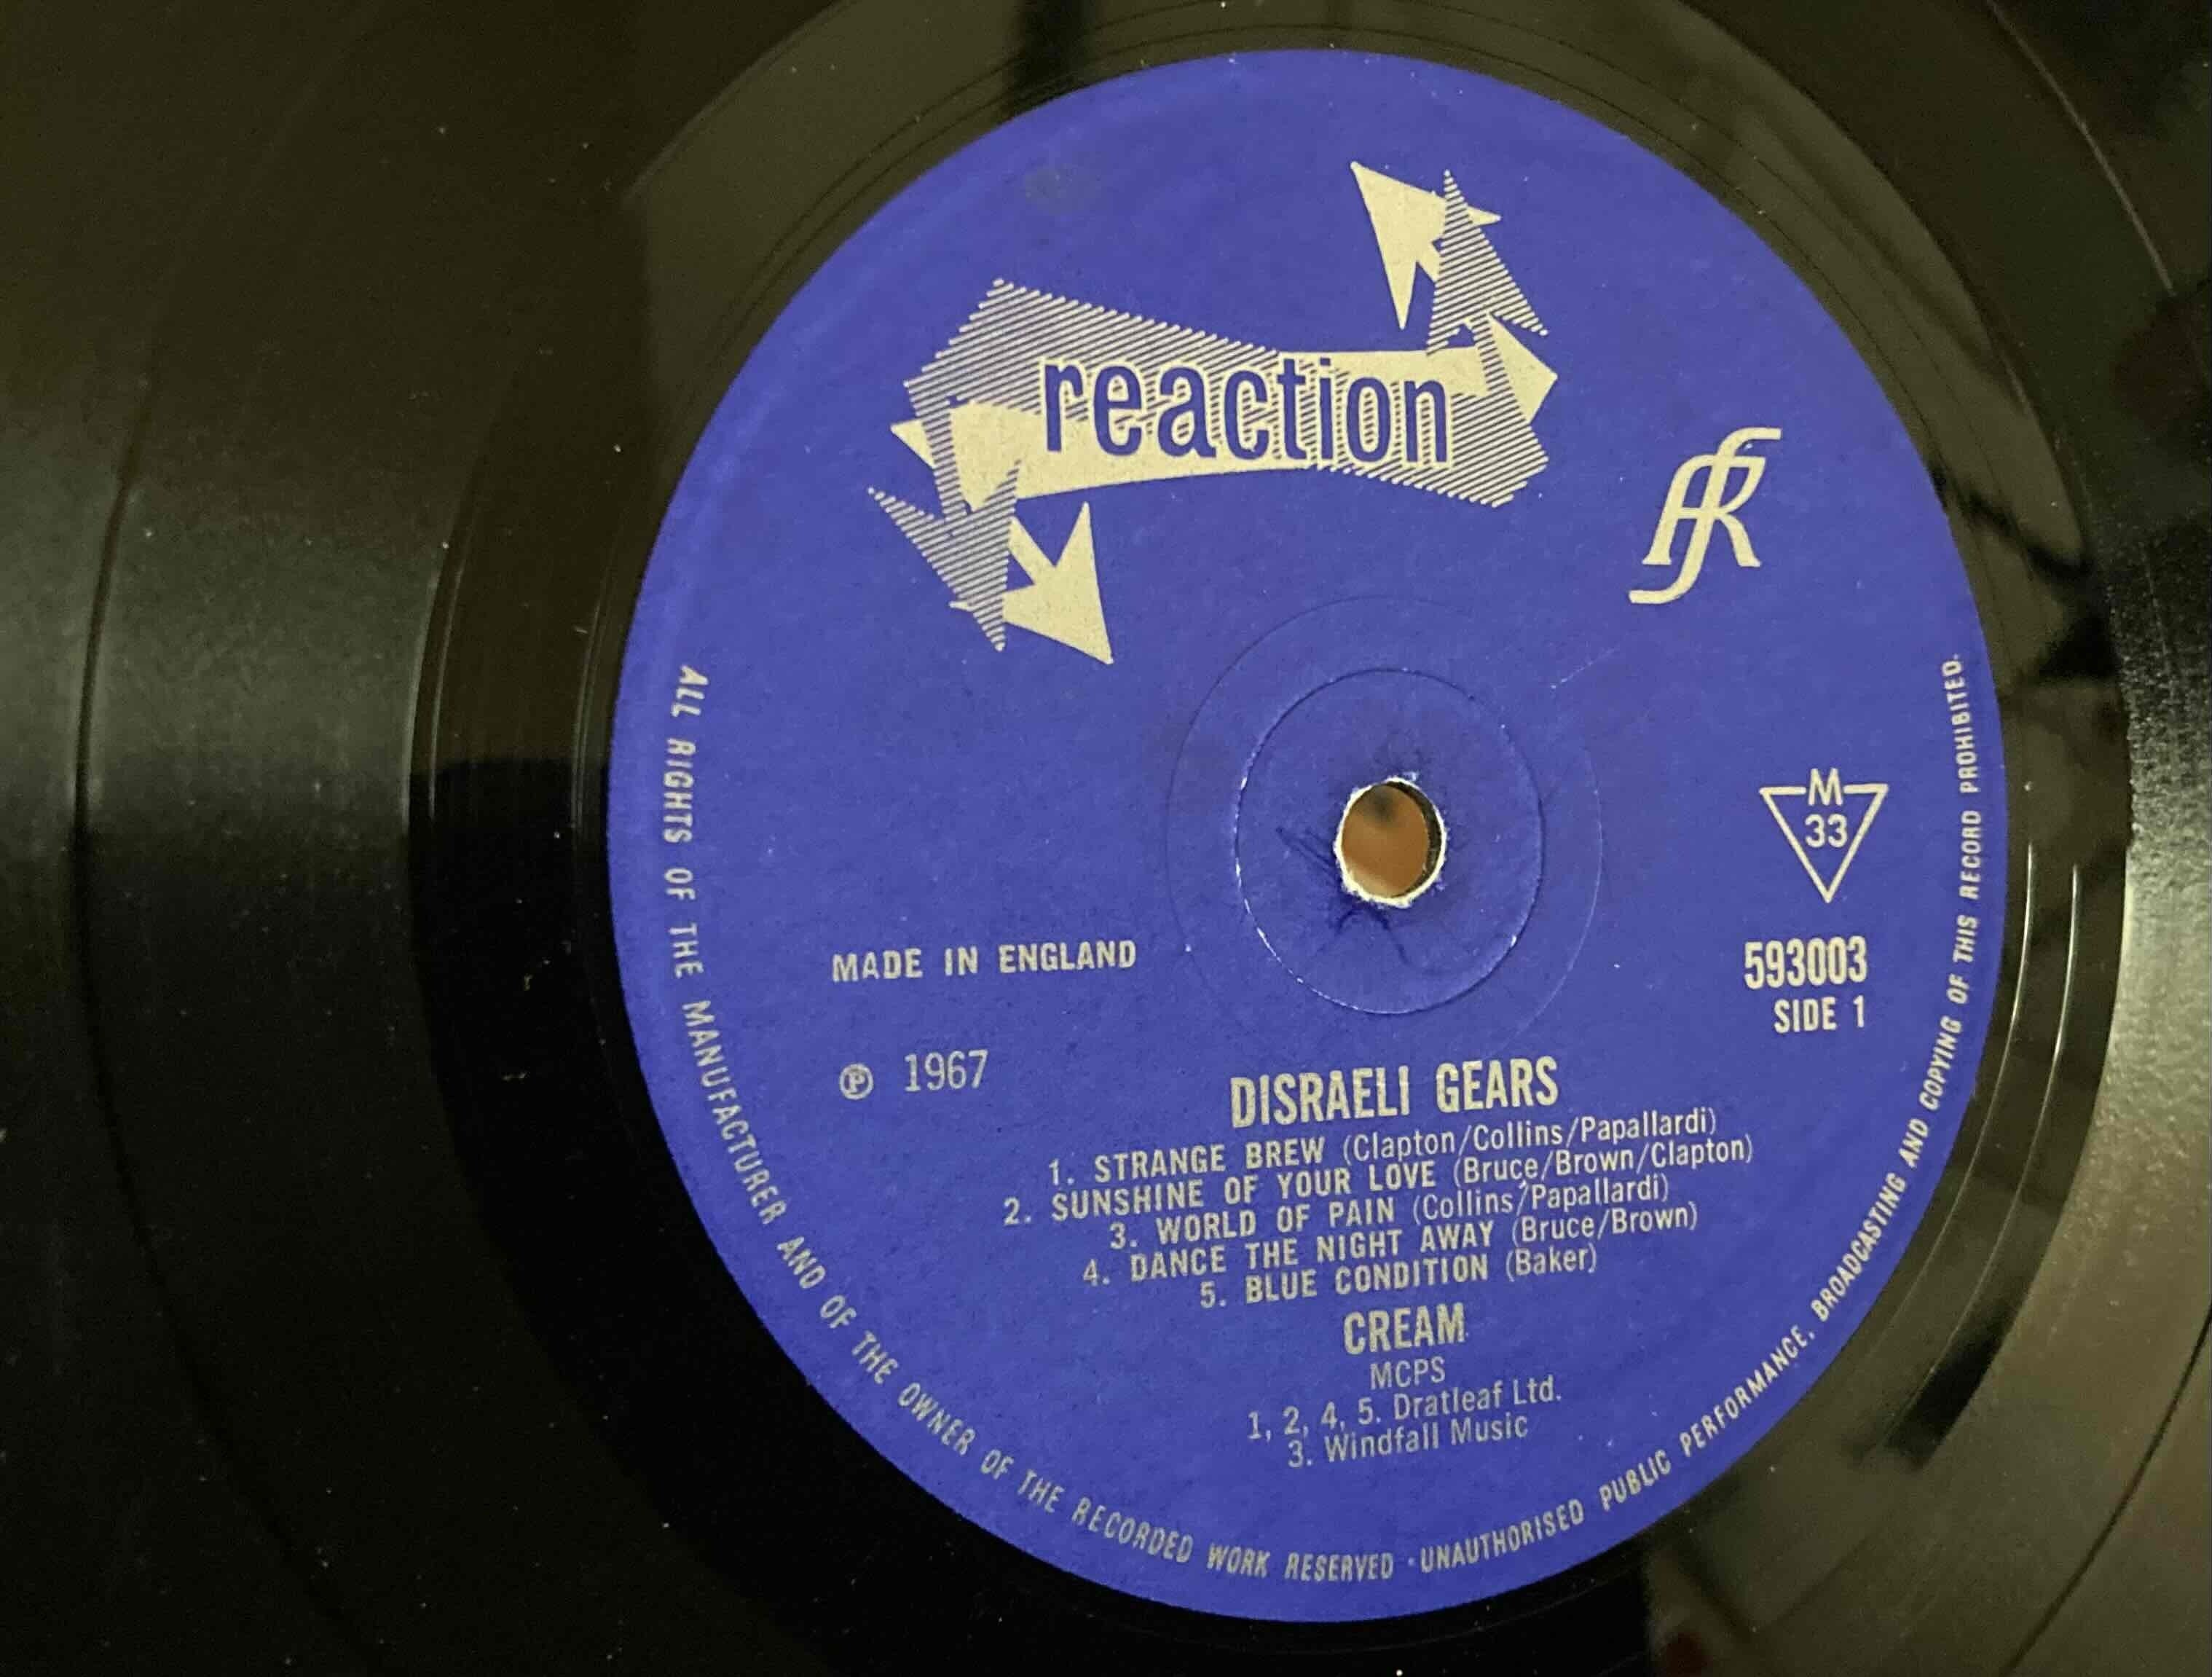 reaction
fR
M
33
593003
SIDE 1
MADE IN ENGLAND
℗ 1967
DISRAELI GEARS
1. STRANGE BREW (Clapton/Collins/Papallardi)
2. SUNSHINE OF YOUR LOVE (Bruce/Brown/Clapton)
3. WORLD OF PAIN (Collins/Papallardi)
4. DANCE THE NIGHT AWAY (Bruce/Brown)
5. BLUE CONDITION (Baker)
CREAM
MCPS
1, 2, 4, 5. Dratleaf Ltd.
3. Windfall Music
ALL RIGHTS OF THE MANUFACTURER AND OF THE OWNER OF THE RECORDED WORK RESERVED · UNAUTHORISED PUBLIC PERFORMANCE, BROADCASTING AND COPYING OF THIS RECORD PROHIBITED.